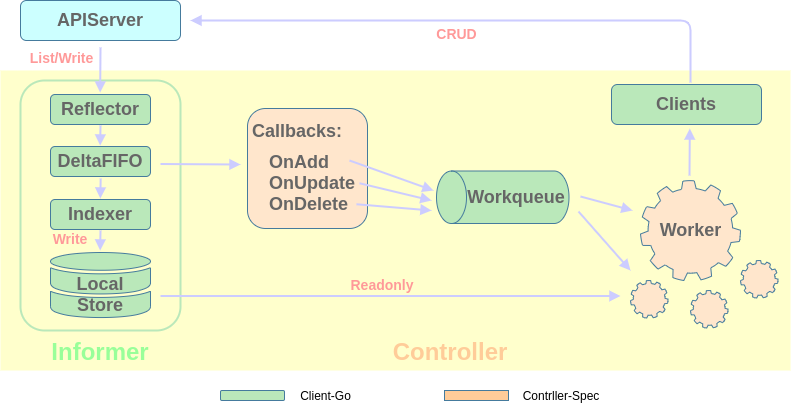 APIServer
CRUD
List/Write
Reflector
Clients
Callbacks:
DeltaFIFO
OnAdd
OnUpdate
OnDelete
Workqueue
Indexer
Worker
Write
Local
Store
Readonly
Informer
Controller
Client-Go
Contrller-Spec